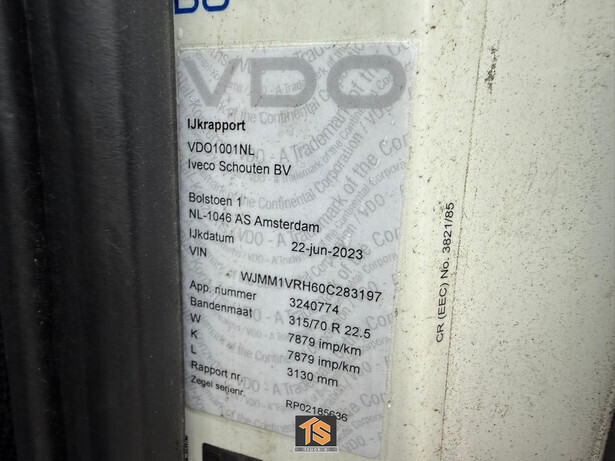 VDO
IJkrapport
VDO1001NL
Iveco Schouten BV
Bolstoen 1
NL-1046 AS Amsterdam
IJkdatum 22-jun-2023
VIN WJMM1VRH60C283197
App. nummer 3240774
Bandenmaat 315/70 R 22.5
W 7879 imp/km
K 7879 imp/km
L 3130 mm
Rapport nr.
Zegel serienr. RP02185636
CR (EEC) No. 3821/85
TS